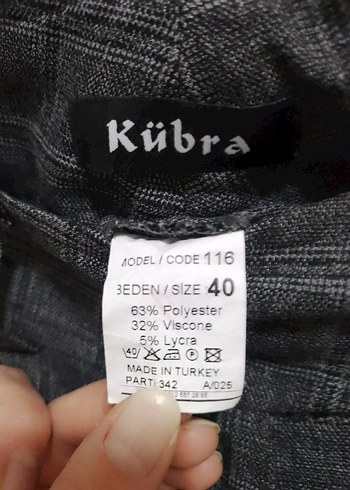 Kübra
MODEL / CODE 116
BEDEN / SIZE 40
63% Polyester
32% Viscone
5% Lycra
40 P
MADE IN TURKEY
PARTI:342 A/025